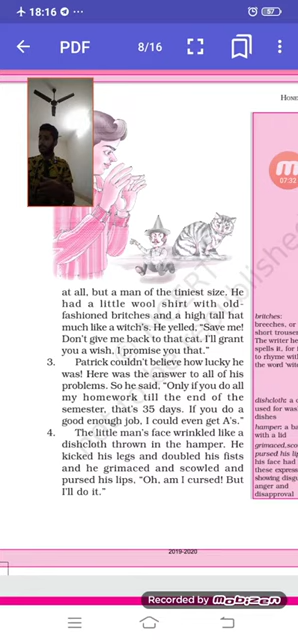 18:16
57
PDF 8/16
HONE
07:33
at all, but a man of the tiniest size. He
had a little wool shirt with old-
fashioned britches and a high tall hat
much like a witch's. He yelled, “Save me!
Don't give me back to that cat. I'll grant
you a wish, I promise you that.”
3. Patrick couldn't believe how lucky he
was! Here was the answer to all of his
problems. So he said, “Only if you do all
my homework till the end of the
semester, that's 35 days. If you do a
good enough job, I could even get A's.”
4. The little man's face wrinkled like a
dishcloth thrown in the hamper. He
kicked his legs and doubled his fists
and he grimaced and scowled and
pursed his lips, “Oh, am I cursed! But
I'll do it.”
britches:
breeches, or
short trouser
The writer he
spells it, for i
to rhyme with
the word 'witc
dishcloth: a c
used for was
dishes
hamper: a ba
with a lid
grimaced,sco
pursed his lip
his face had
these express
showing disgu
anger and
disapproval
2019-2020
Recorded by MOBIZEN